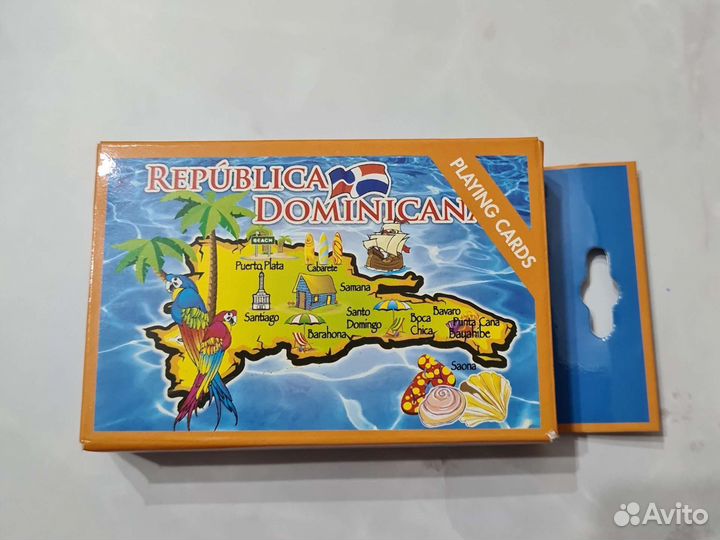 REPÚBLICA
DOMINICANA
PLAYING CARDS
BEACH
Puerto Plata
Cabarete
Samana
Santiago
Barahona
Santo
Domingo
Boca
Chica
Bavaro
Punta Cana
Bayahibe
Saona
Avito